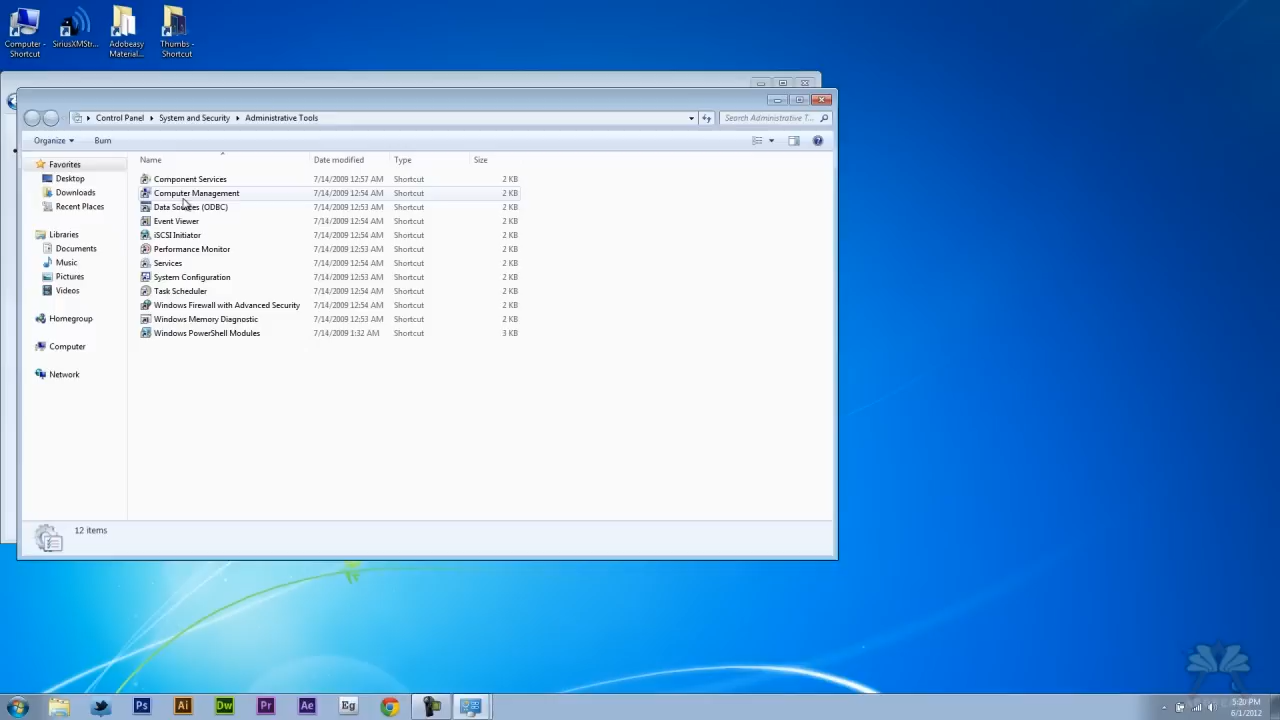 Computer - Shortcut
SiriusXMStr...
Adobeasy Material...
Thumbs - Shortcut
Control Panel
System and Security
Administrative Tools
Search Administrative T...
Organize
Burn
Name
Date modified
Type
Size
Favorites
Desktop
Downloads
Recent Places
Libraries
Documents
Music
Pictures
Videos
Homegroup
Computer
Network
Component Services 7/14/2009 12:57 AM Shortcut 2 KB
Computer Management 7/14/2009 12:54 AM Shortcut 2 KB
Data Sources (ODBC) 7/14/2009 12:53 AM Shortcut 2 KB
Event Viewer 7/14/2009 12:54 AM Shortcut 2 KB
iSCSI Initiator 7/14/2009 12:54 AM Shortcut 2 KB
Performance Monitor 7/14/2009 12:53 AM Shortcut 2 KB
Services 7/14/2009 12:54 AM Shortcut 2 KB
System Configuration 7/14/2009 12:53 AM Shortcut 2 KB
Task Scheduler 7/14/2009 12:54 AM Shortcut 2 KB
Windows Firewall with Advanced Security 7/14/2009 12:54 AM Shortcut 2 KB
Windows Memory Diagnostic 7/14/2009 12:53 AM Shortcut 2 KB
Windows PowerShell Modules 7/14/2009 1:32 AM Shortcut 3 KB
12 items
Ps
Ai
Dw
Pr
Ae
Eg
5:20 PM
6/1/2012